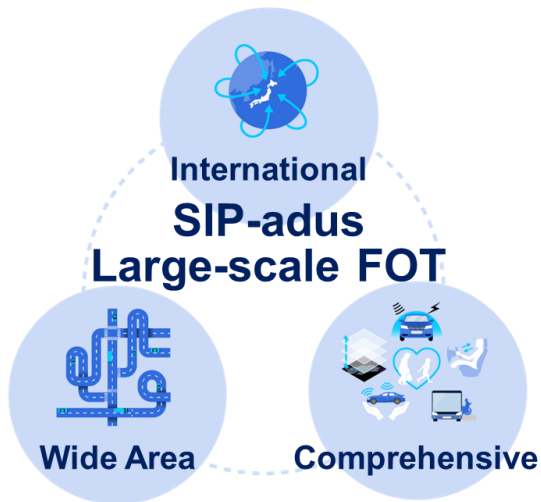 International
SIP-adus
Large-scale FOT
Wide Area
Comprehensive